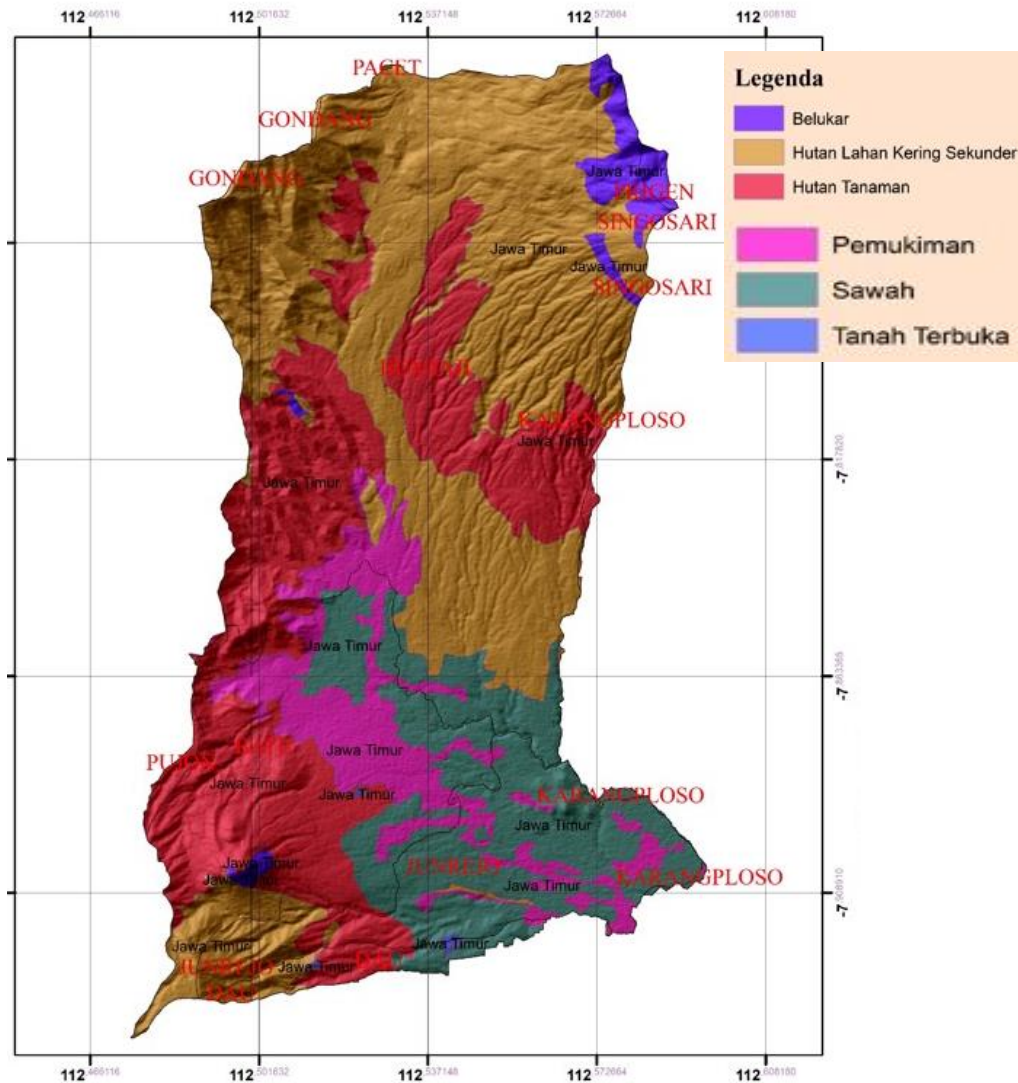 112.466116 112.501632 112.537148 112.572664 112.608180
PACET
GONDANG
GONDANG
Legenda
Belukar
Hutan Lahan Kering Sekunder
Hutan Tanaman
Pemukiman
Sawah
Tanah Terbuka
Jawa Timur
SINGOSARI
Jawa Timur
Jawa Timur
SINGOSARI
KARANGPLOSO
Jawa Timur
-7.817820
Jawa Timur
Jawa Timur
-7.863365
Jawa Timur
PUJON
Jawa Timur
Jawa Timur
KARANGPLOSO
Jawa Timur
Jawa Timur
Jawa Timur
JUNREJO
KARANGPLOSO
Jawa Timur
-7.908910
Jawa Timur
Jawa Timur
JUNREJO
Jawa Timur
DAU
DAU
112.466116 112.501632 112.537148 112.572664 112.608180